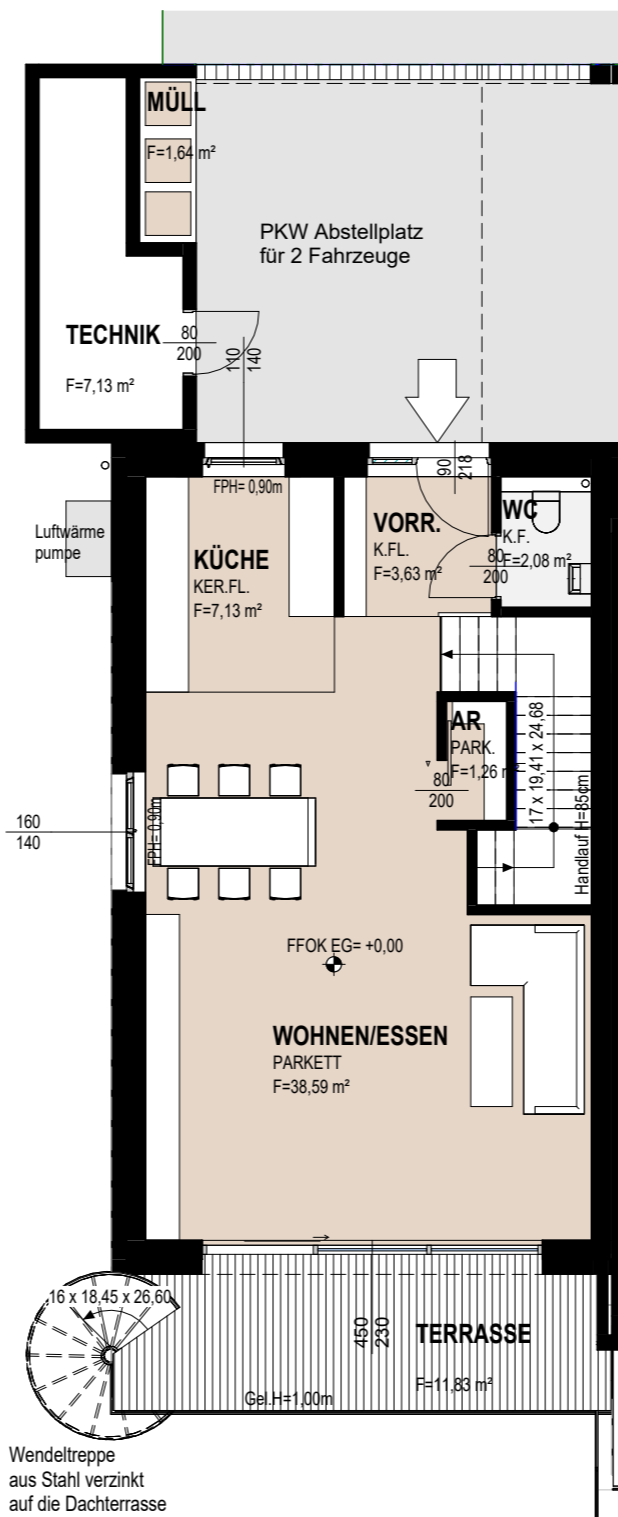 MÜLL
F=1,64 m²
PKW Abstellplatz
für 2 Fahrzeuge
TECHNIK
F=7,13 m²
80
200
110
140
90
218
FPH= 0,90m
Luftwärme
pumpe
KÜCHE
KER.FL.
F=7,13 m²
VORR.
K.FL.
F=3,63 m²
WC
K.F.
F=2,08 m²
80
200
AR
PARK.
F=1,26 m²
80
200
17 x 19,41 x 24,68
Handlauf H=85cm
160
140
FPH= 0,90m
FFOK EG= +0,00
WOHNEN/ESSEN
PARKETT
F=38,59 m²
16 x 18,45 x 26,60
450
230
TERRASSE
F=11,83 m²
Gel.H=1,00m
Wendeltreppe
aus Stahl verzinkt
auf die Dachterrasse